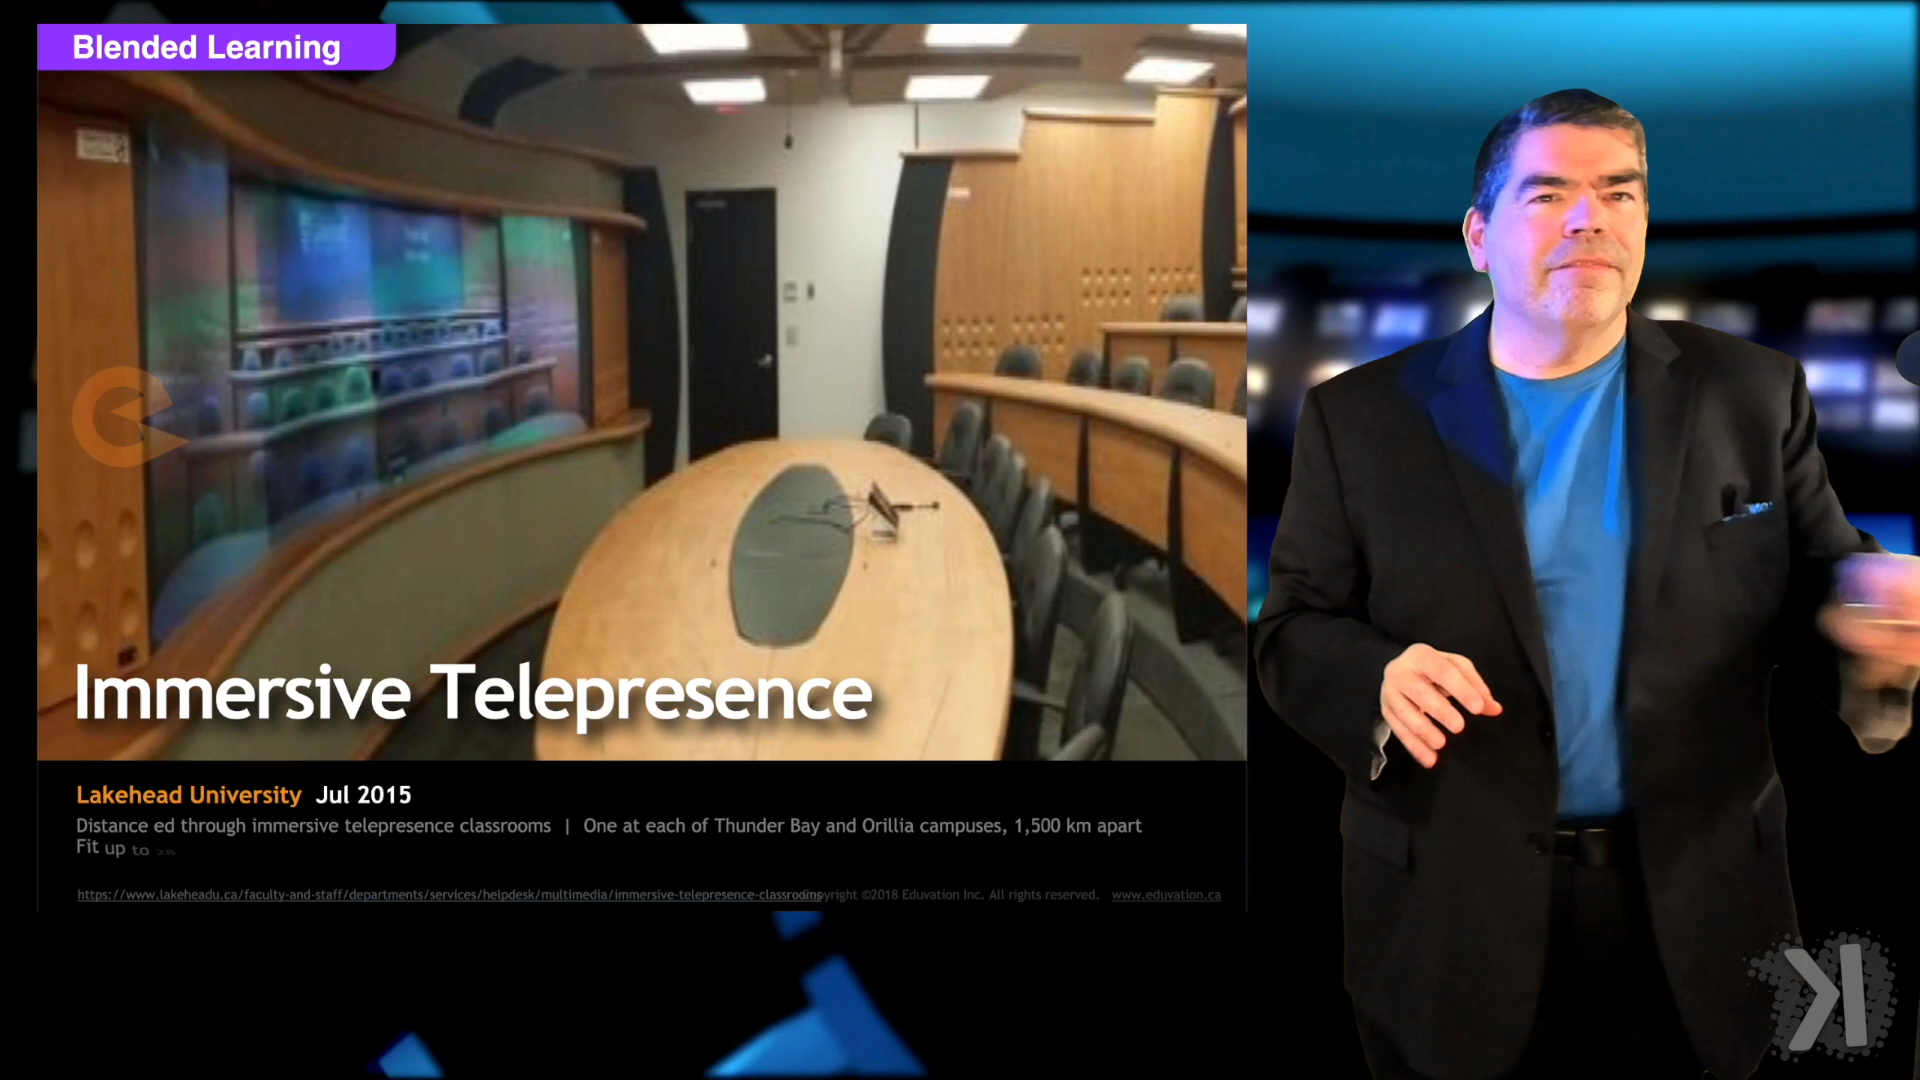 Blended Learning
Immersive Telepresence
Lakehead University Jul 2015
Distance ed through immersive telepresence classrooms | One at each of Thunder Bay and Orillia campuses, 1,500 km apart
Fit up to
https://www.lakeheadu.ca/faculty-and-staff/departments/services/helpdesk/multimedia/immersive-telepresence-classrooms
Copyright ©2018 Eduvation Inc. All rights reserved. www.eduvation.ca